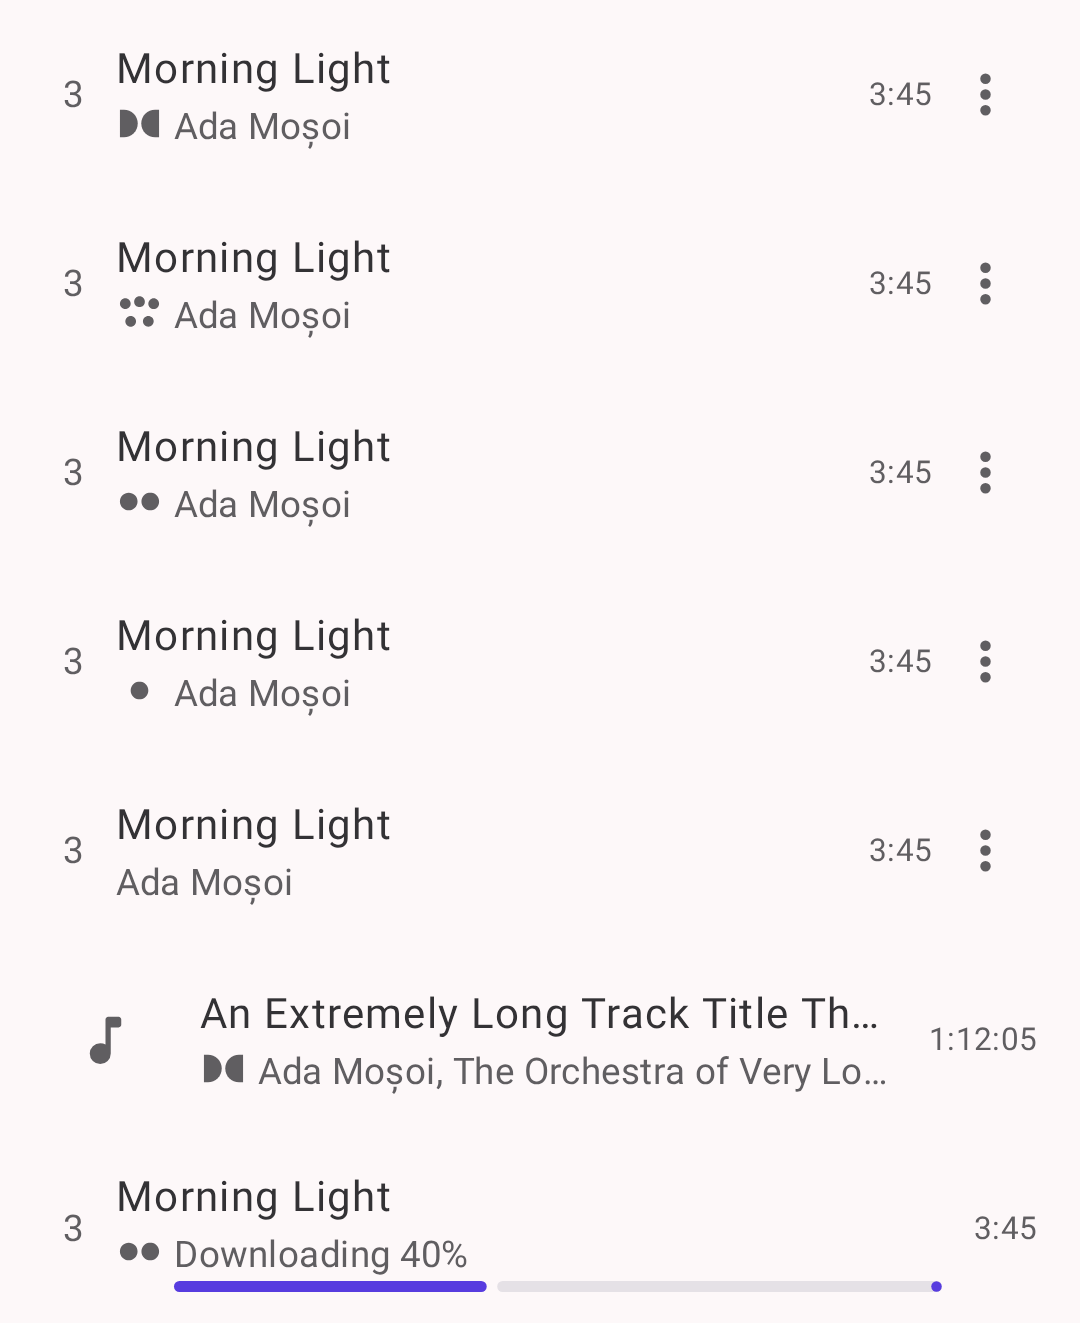 3
Morning Light
Ada Moșoi
3:45
3
Morning Light
Ada Moșoi
3:45
3
Morning Light
Ada Moșoi
3:45
3
Morning Light
Ada Moșoi
3:45
3
Morning Light
Ada Moșoi
3:45
An Extremely Long Track Title Th…
Ada Moșoi, The Orchestra of Very Lo…
1:12:05
3
Morning Light
Downloading 40%
3:45